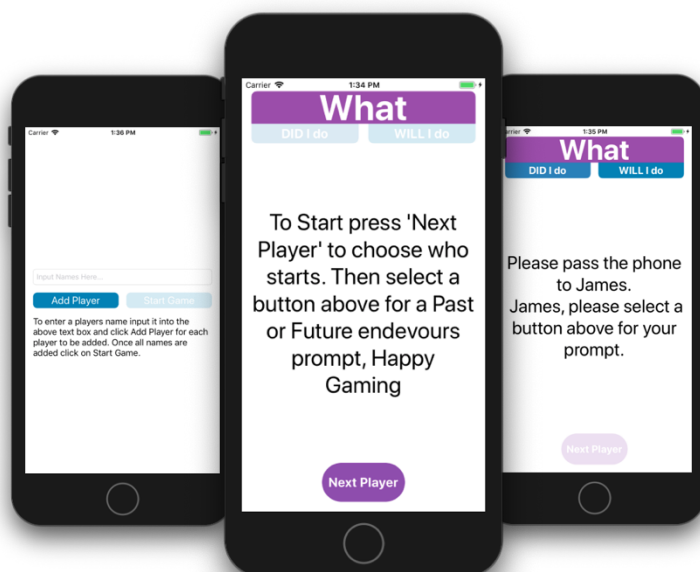 Carrier 1:36 PM
Input Names Here...
Add Player Start Game
To enter a players name input it into the
above text box and click Add Player for each
player to be added. Once all names are
added click on Start Game.
Carrier 1:34 PM
What
DID I do WILL I do
To Start press 'Next
Player' to choose who
starts. Then select a
button above for a Past
or Future endevours
prompt, Happy
Gaming
Next Player
rrier 1:35 PM
What
DID I do WILL I do
Please pass the phone
to James.
James, please select a
button above for your
prompt.
Next Player